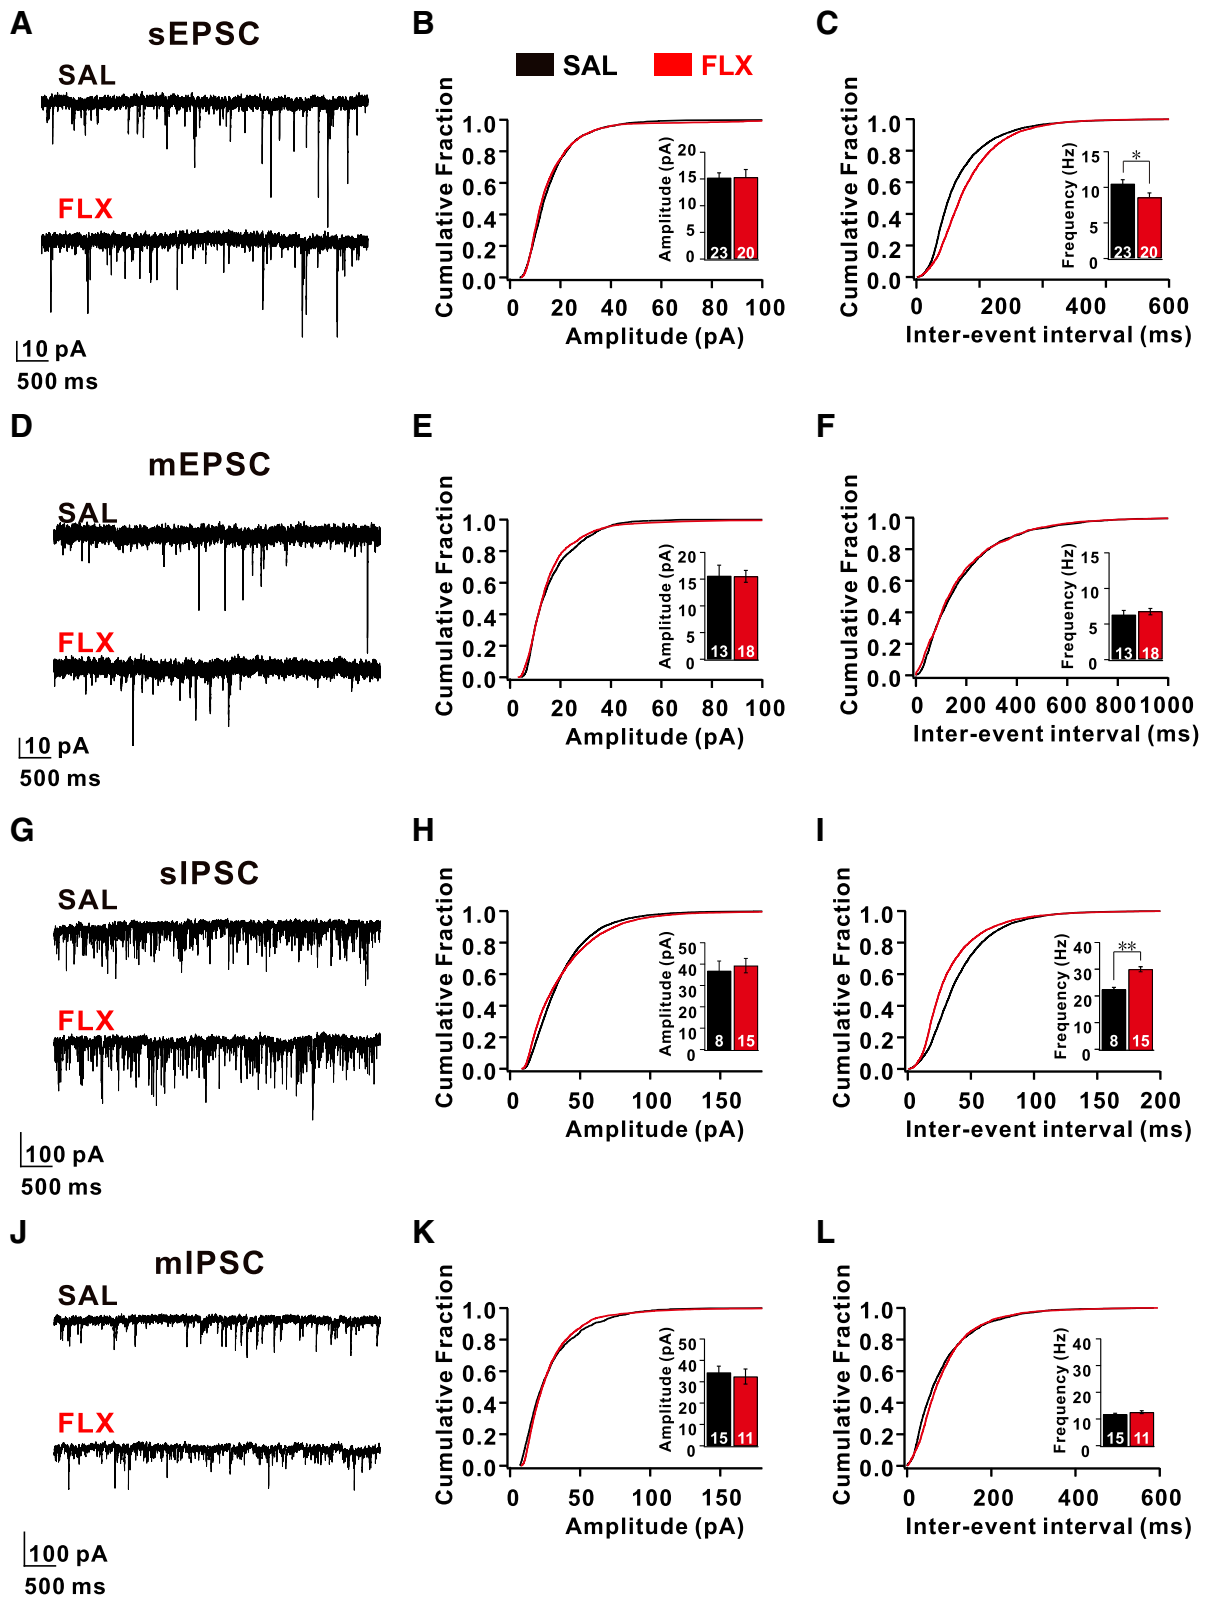 A
sEPSC
SAL
FLX
10 pA
500 ms
B
SAL FLX
Cumulative Fraction
1.0
0.8
0.6
0.4
0.2
0.0
0 20 40 60 80 100
Amplitude (pA)
Amplitude (pA)
20
15
10
5
0
23 20
C
Cumulative Fraction
1.0
0.8
0.6
0.4
0.2
0.0
0 200 400 600
Inter-event interval (ms)
Frequency (Hz)
15
10
5
0
*
23 20
D
mEPSC
SAL
FLX
10 pA
500 ms
E
Cumulative Fraction
1.0
0.8
0.6
0.4
0.2
0.0
0 20 40 60 80 100
Amplitude (pA)
Amplitude (pA)
20
15
10
5
0
13 18
F
Cumulative Fraction
1.0
0.8
0.6
0.4
0.2
0.0
0 200 400 600 800 1000
Inter-event interval (ms)
Frequency (Hz)
15
10
5
0
13 18
G
sIPSC
SAL
FLX
100 pA
500 ms
H
Cumulative Fraction
1.0
0.8
0.6
0.4
0.2
0.0
0 50 100 150
Amplitude (pA)
Amplitude (pA)
50
40
30
20
10
0
8 15
I
Cumulative Fraction
1.0
0.8
0.6
0.4
0.2
0.0
0 50 100 150 200
Inter-event interval (ms)
Frequency (Hz)
40
30
20
10
0
**
8 15
J
mIPSC
SAL
FLX
100 pA
500 ms
K
Cumulative Fraction
1.0
0.8
0.6
0.4
0.2
0.0
0 50 100 150
Amplitude (pA)
Amplitude (pA)
50
40
30
20
10
0
15 11
L
Cumulative Fraction
1.0
0.8
0.6
0.4
0.2
0.0
0 200 400 600
Inter-event interval (ms)
Frequency (Hz)
40
30
20
10
0
15 11